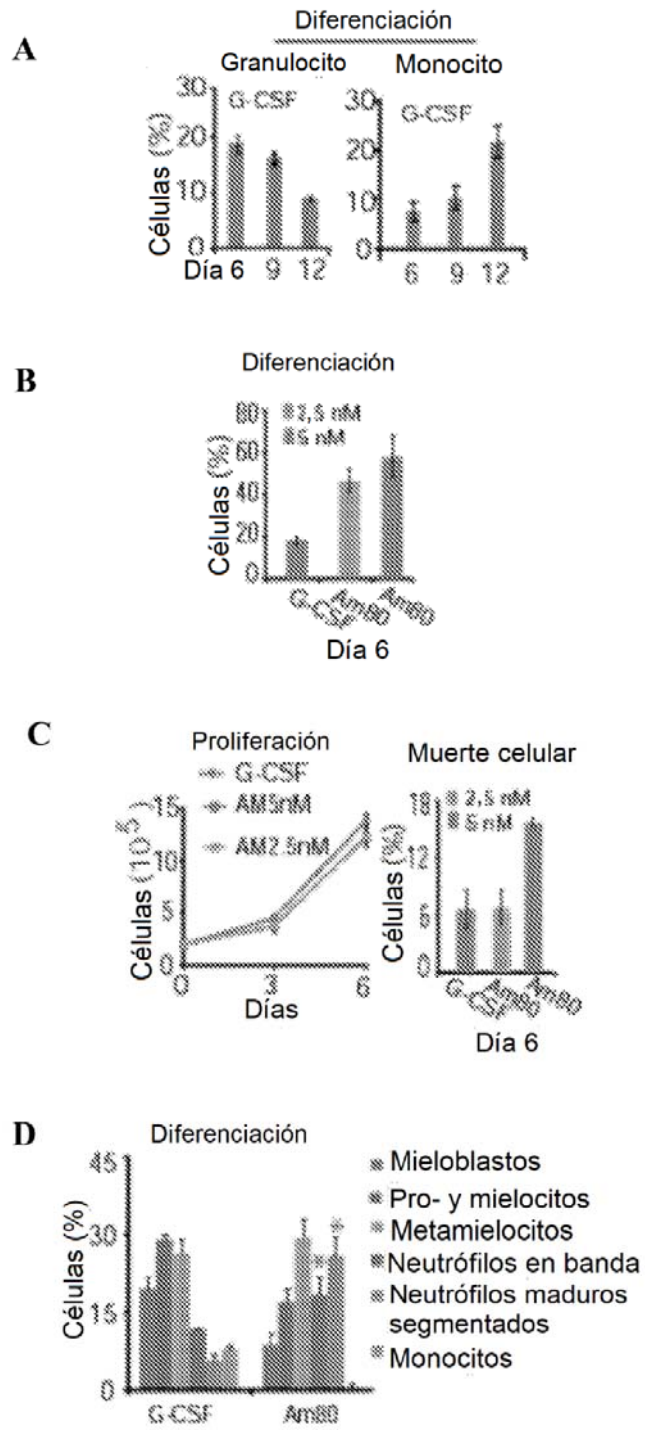 A
Diferenciación
Granulocito
Monocito
30
20
10
0
G-CSF
Células (%)
Día 6
9
12
30
20
10
0
G-CSF
6
9
12
B
Diferenciación
80
60
40
20
0
2,5 nM
5 nM
Células (%)
G-CSF
Am80
Am80
Día 6
C
Proliferación
G-CSF
AM5nM
AM2.5nM
15
10
5
0
Células (10⁵)
0
3
6
Días
Muerte celular
18
12
6
0
2,5 nM
5 nM
Células (%)
G-CSF
Am80
Am80
Día 6
D
Diferenciación
45
30
15
0
Células (%)
G-CSF
Am80
Mieloblastos
Pro- y mielocitos
Metamielocitos
Neutrófilos en banda
Neutrófilos maduros
segmentados
Monocitos